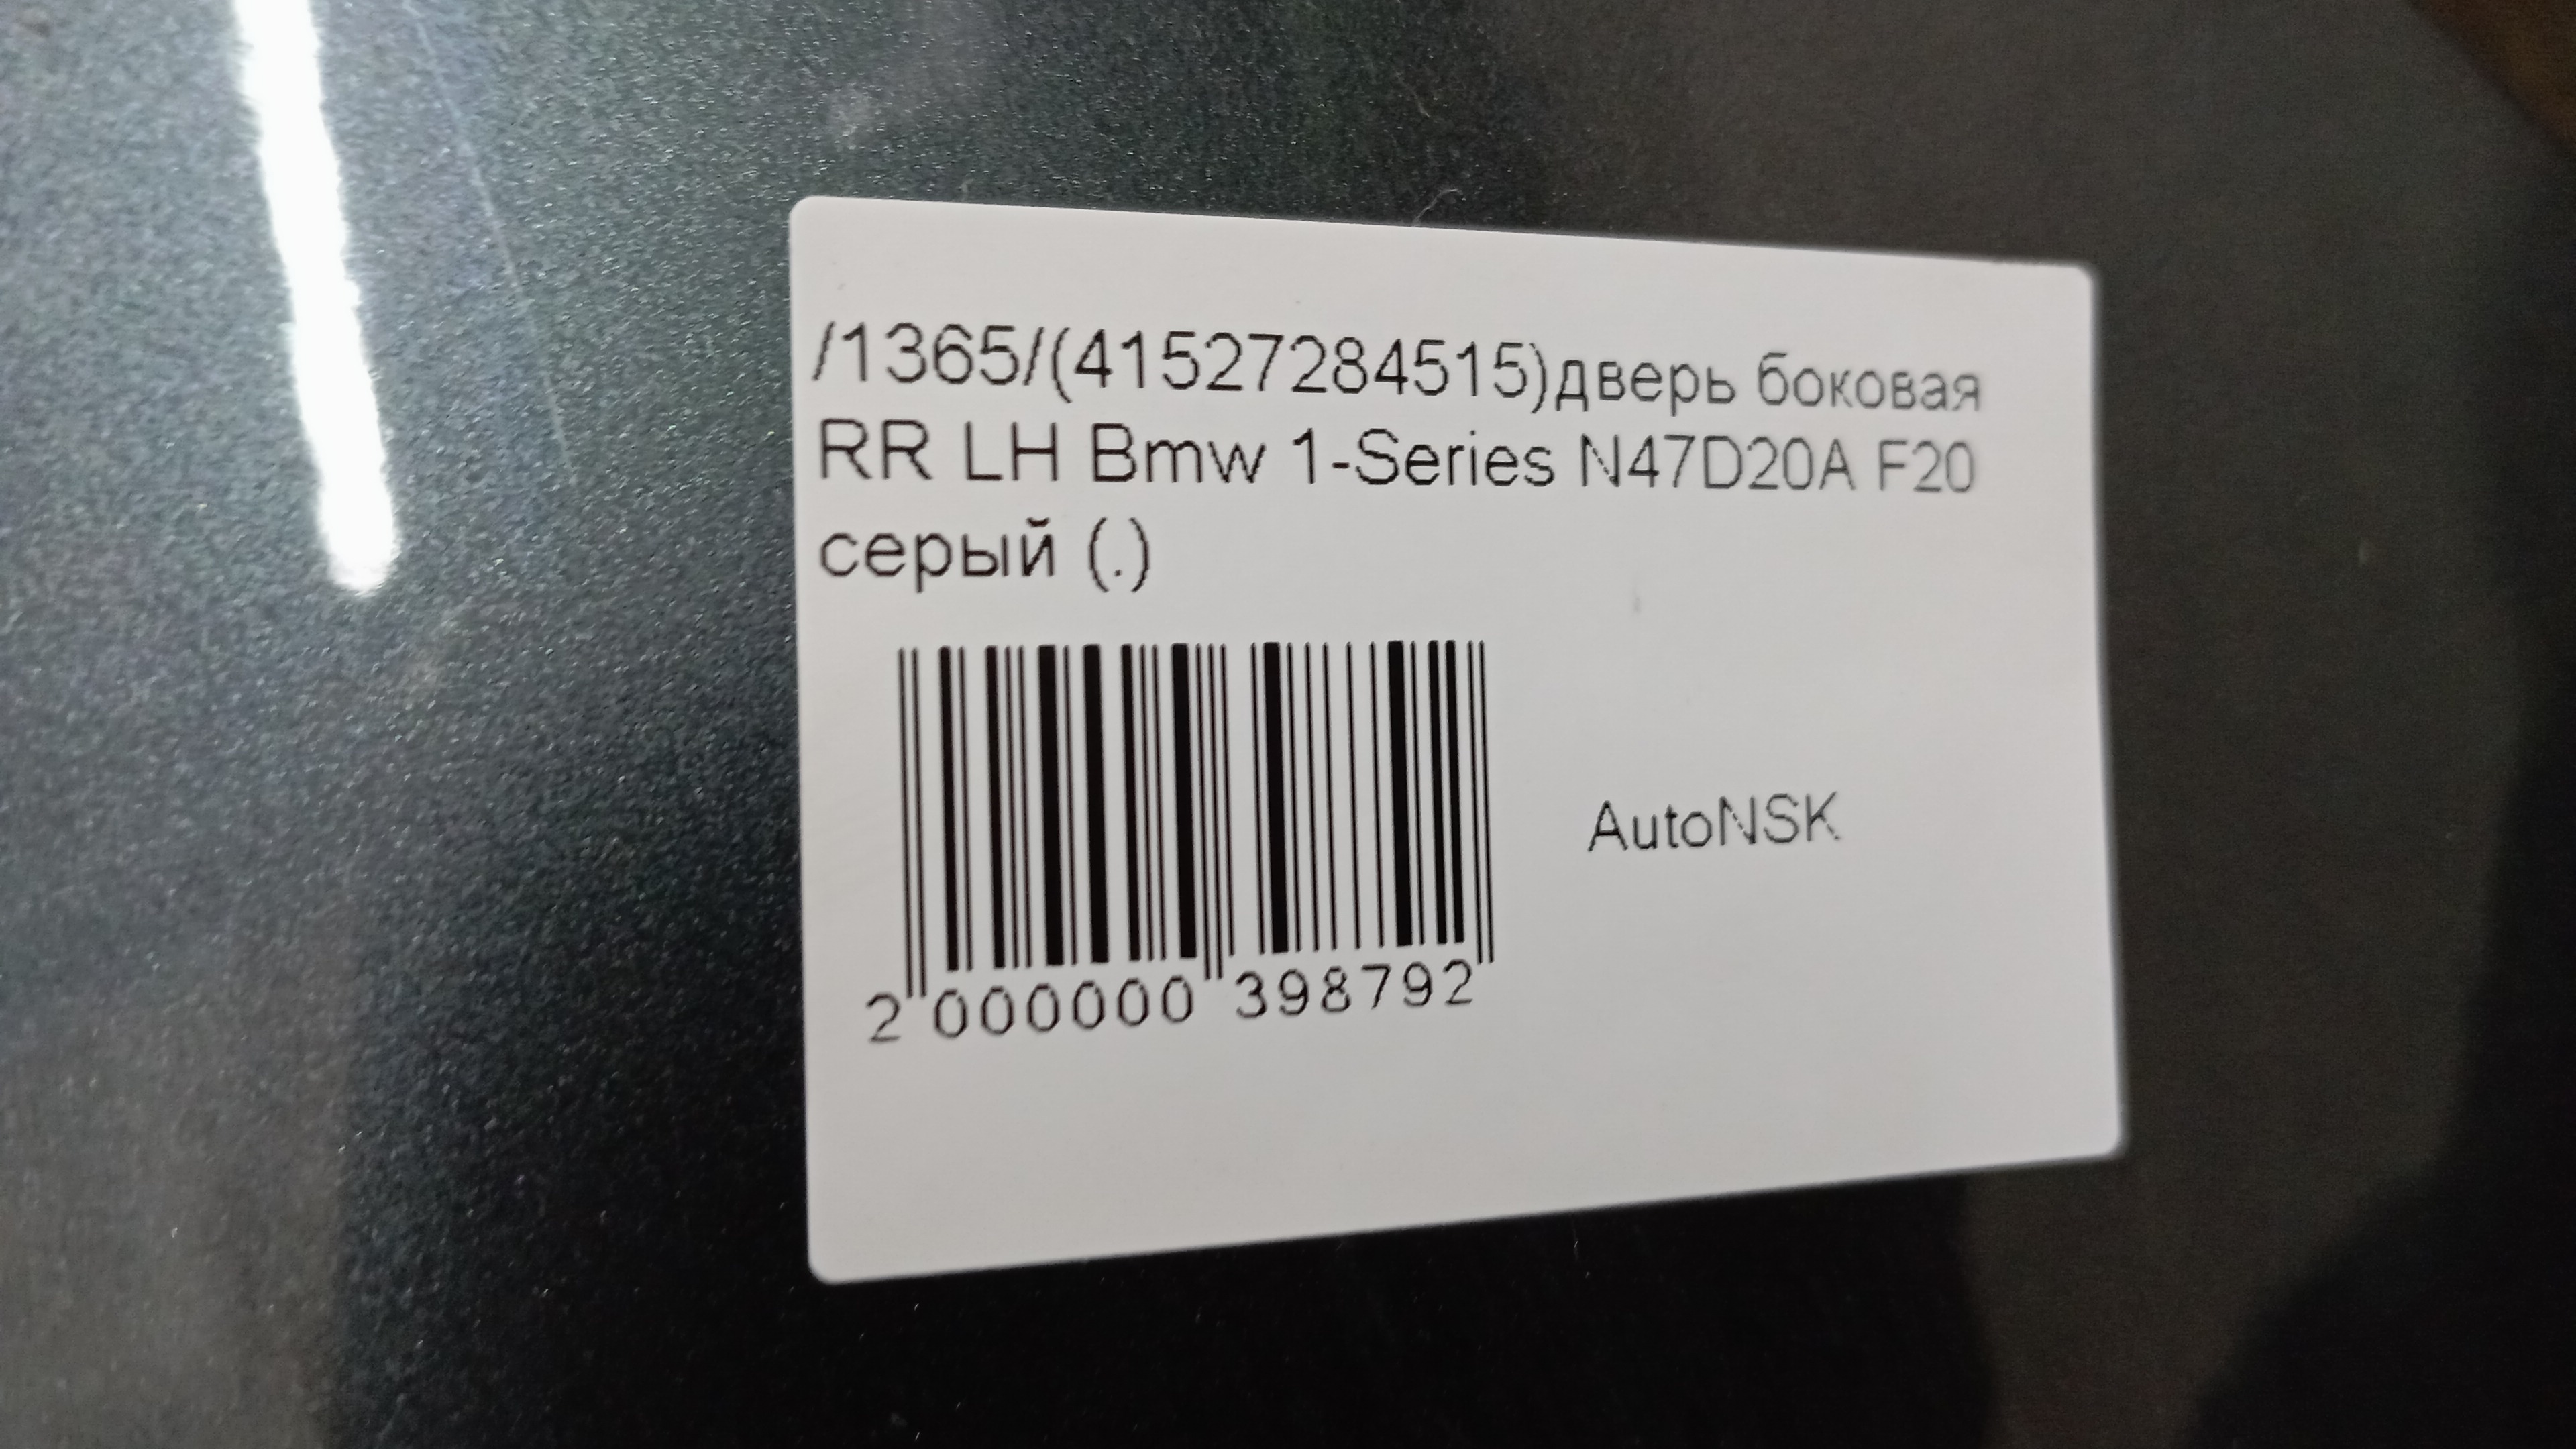 /1365/(41527284515)дверь боковая
RR LH Bmw 1-Series N47D20A F20
серый (.)
AutoNSK
2 000000 398792